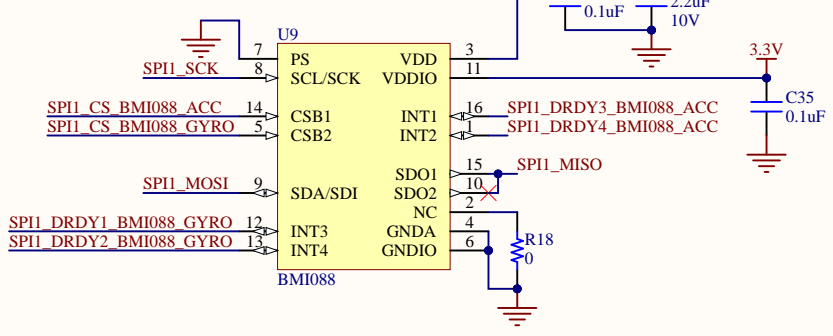 0.1uF
2.2uF
10V
U9
3.3V
7 PS VDD 3
SPI1_SCK 8 SCL/SCK VDDIO 11
C35
0.1uF
SPI1_CS_BMI088_ACC 14 CSB1 INT1 16 SPI1_DRDY3_BMI088_ACC
SPI1_CS_BMI088_GYRO 5 CSB2 INT2 1 SPI1_DRDY4_BMI088_ACC
SDO1 15 SPI1_MISO
SPI1_MOSI 9 SDA/SDI SDO2 10
NC 2
SPI1_DRDY1_BMI088_GYRO 12 INT3 GNDA 4
SPI1_DRDY2_BMI088_GYRO 13 INT4 GNDIO 6
R18
0
BMI088